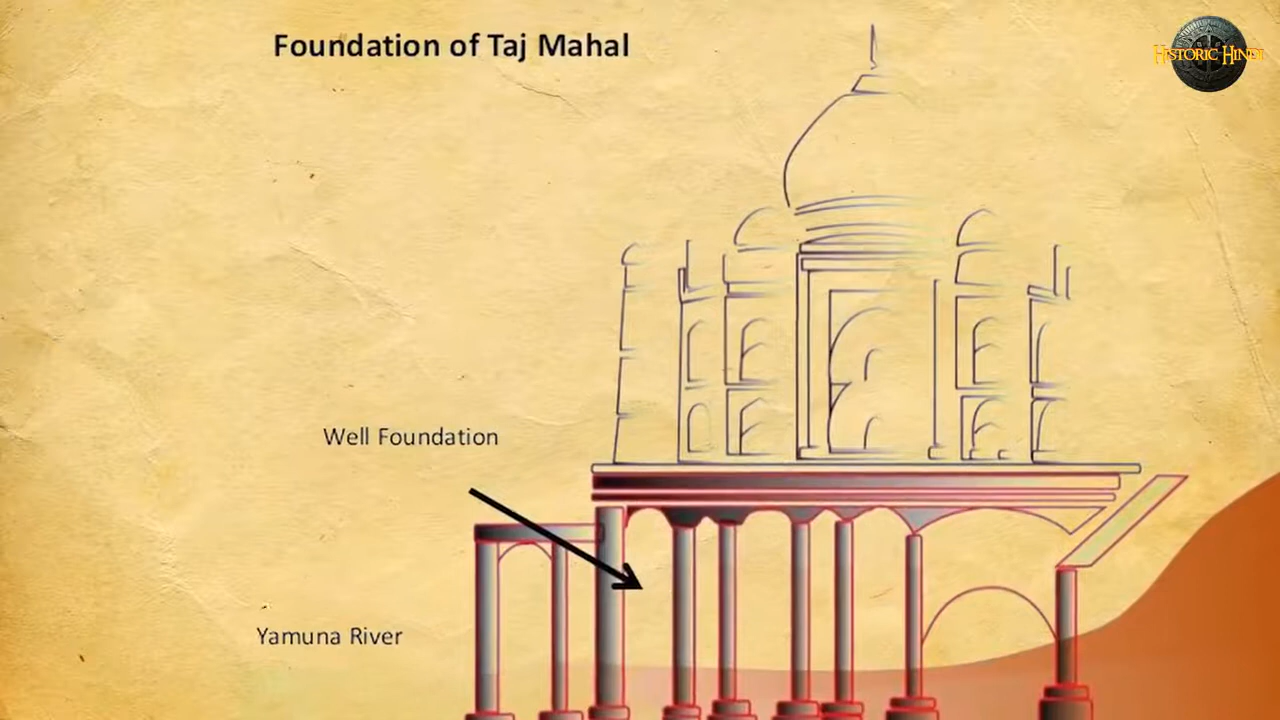 Foundation of Taj Mahal
HISTORIC HINDI
Well Foundation
Yamuna River